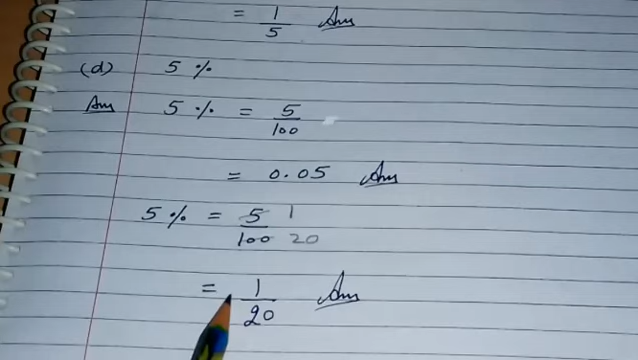 = 1/5 Ans
(d) 5 %
Ans 5 % = 5/100
= 0.05 Ans
5 % = 5/100 1/20
= 1/20 Ans